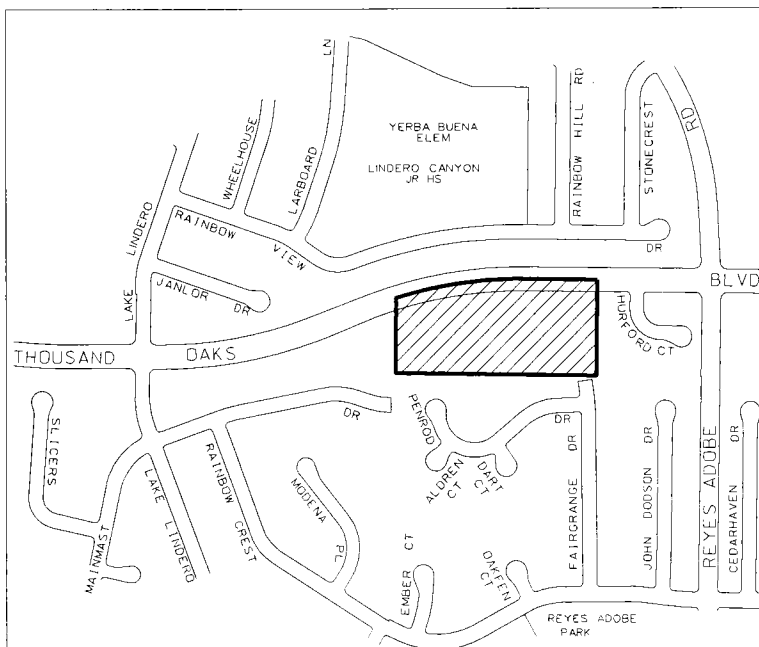 LN
YERBA BUENA
ELEM
LINDERO CANYON
JR HS
RAINBOW HILL RD
STONECREST
RD
WHEELHOUSE
LARBOARD
LAKE LINDERO
RAINBOW
VIEW
DR
JANLOR
DR
BLVD
HURFORD CT
THOUSAND OAKS
SLICERS
DR
PENROD
DR
ALDREN
CT
DART
CT
RAINBOW CREST
MODENA
PL
LAKE LINDERO
MAINMAST
EMBER CT
OAKFEN
CT
FAIRGRANGE DR
JOHN DODSON DR
REYES ADOBE
CEDARHAVEN DR
REYES ADOBE
PARK